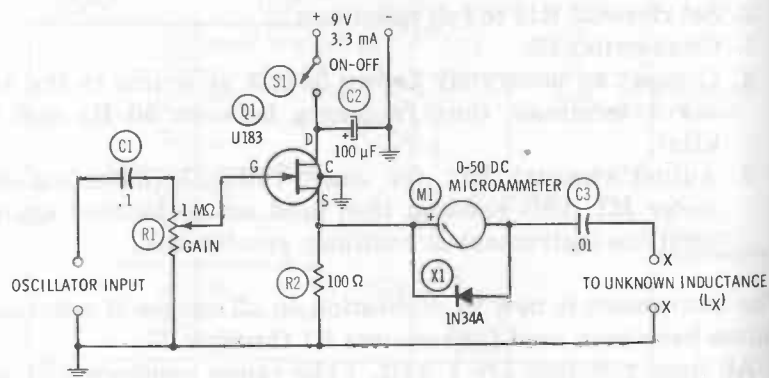 + 9 V -
3.3 mA
ON-OFF
S1
Q1
U183
C2
D
+
100 µF
C1
.1
G
C
S
0-50 DC
MICROAMMETER
M1
+
C3
.01
1 MΩ
R1
GAIN
R2
100 Ω
X1
1N34A
X
X
OSCILLATOR INPUT
TO UNKNOWN INDUCTANCE
(LX)